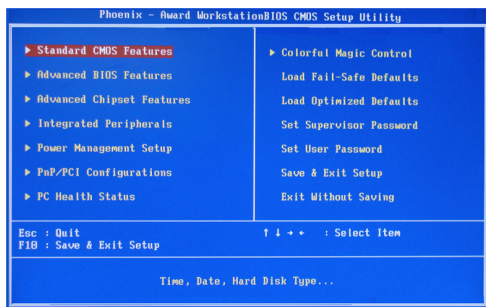 Phoenix - Award WorkstationBIOS CMOS Setup Utility
▶ Standard CMOS Features
▶ Advanced BIOS Features
▶ Advanced Chipset Features
▶ Integrated Peripherals
▶ Power Management Setup
▶ PnP/PCI Configurations
▶ PC Health Status
▶ Colorful Magic Control
Load Fail-Safe Defaults
Load Optimized Defaults
Set Supervisor Password
Set User Password
Save & Exit Setup
Exit Without Saving
Esc : Quit
F10 : Save & Exit Setup
↑ ↓ → ← : Select Item
Time, Date, Hard Disk Type...